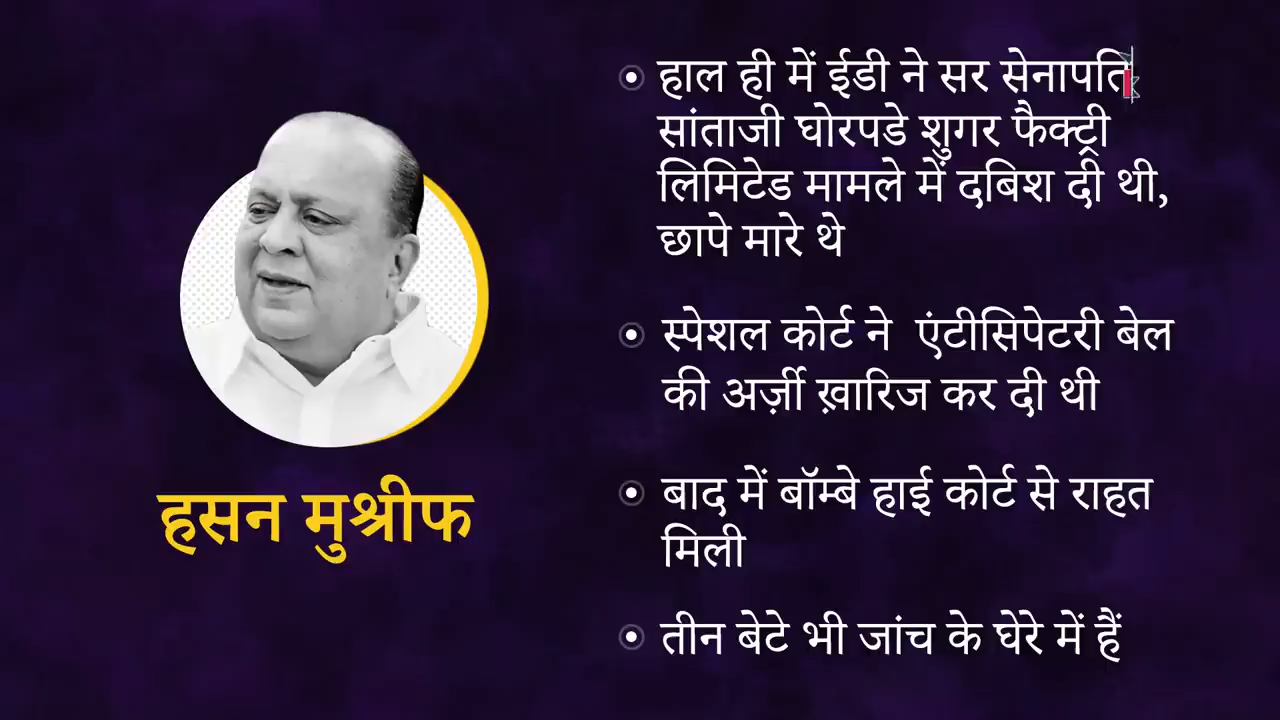 हाल ही में ईडी ने सर सेनापति
सांताजी घोरपडे शुगर फैक्ट्री
लिमिटेड मामले में दबिश दी थी,
छापे मारे थे
स्पेशल कोर्ट ने एंटीसिपेटरी बेल
की अर्ज़ी ख़ारिज कर दी थी
बाद में बॉम्बे हाई कोर्ट से राहत
मिली
तीन बेटे भी जांच के घेरे में हैं
हसन मुश्रीफ